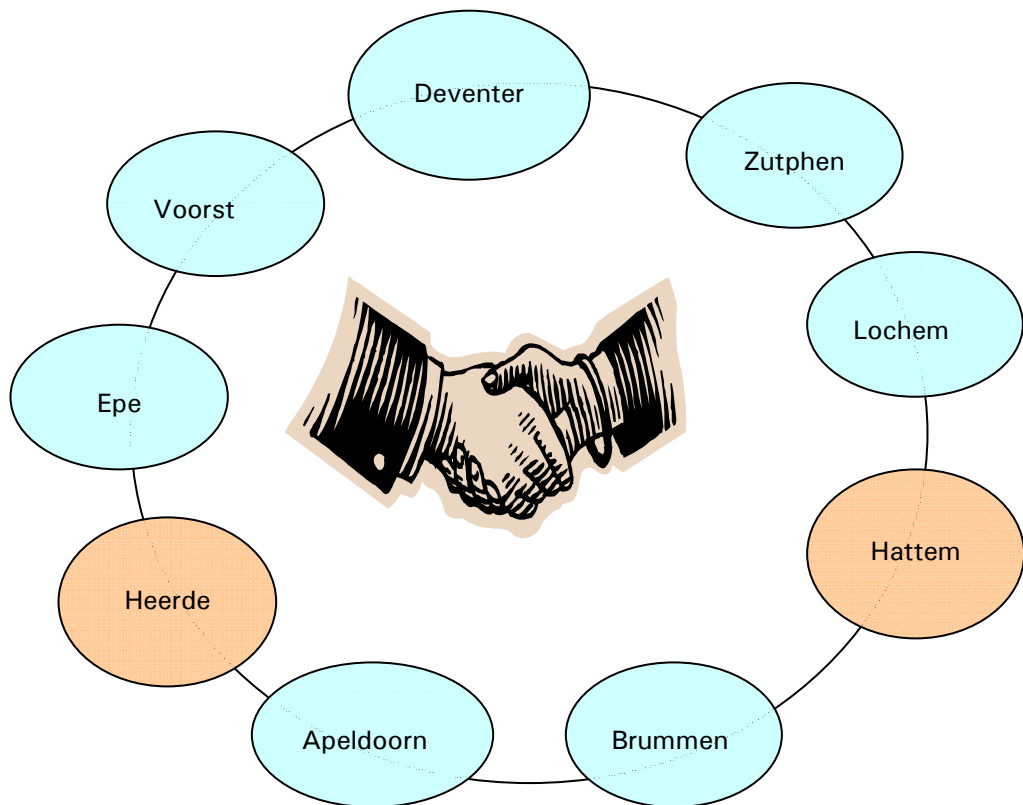 Deventer
Zutphen
Voorst
Lochem
Epe
Hattem
Heerde
Apeldoorn
Brummen